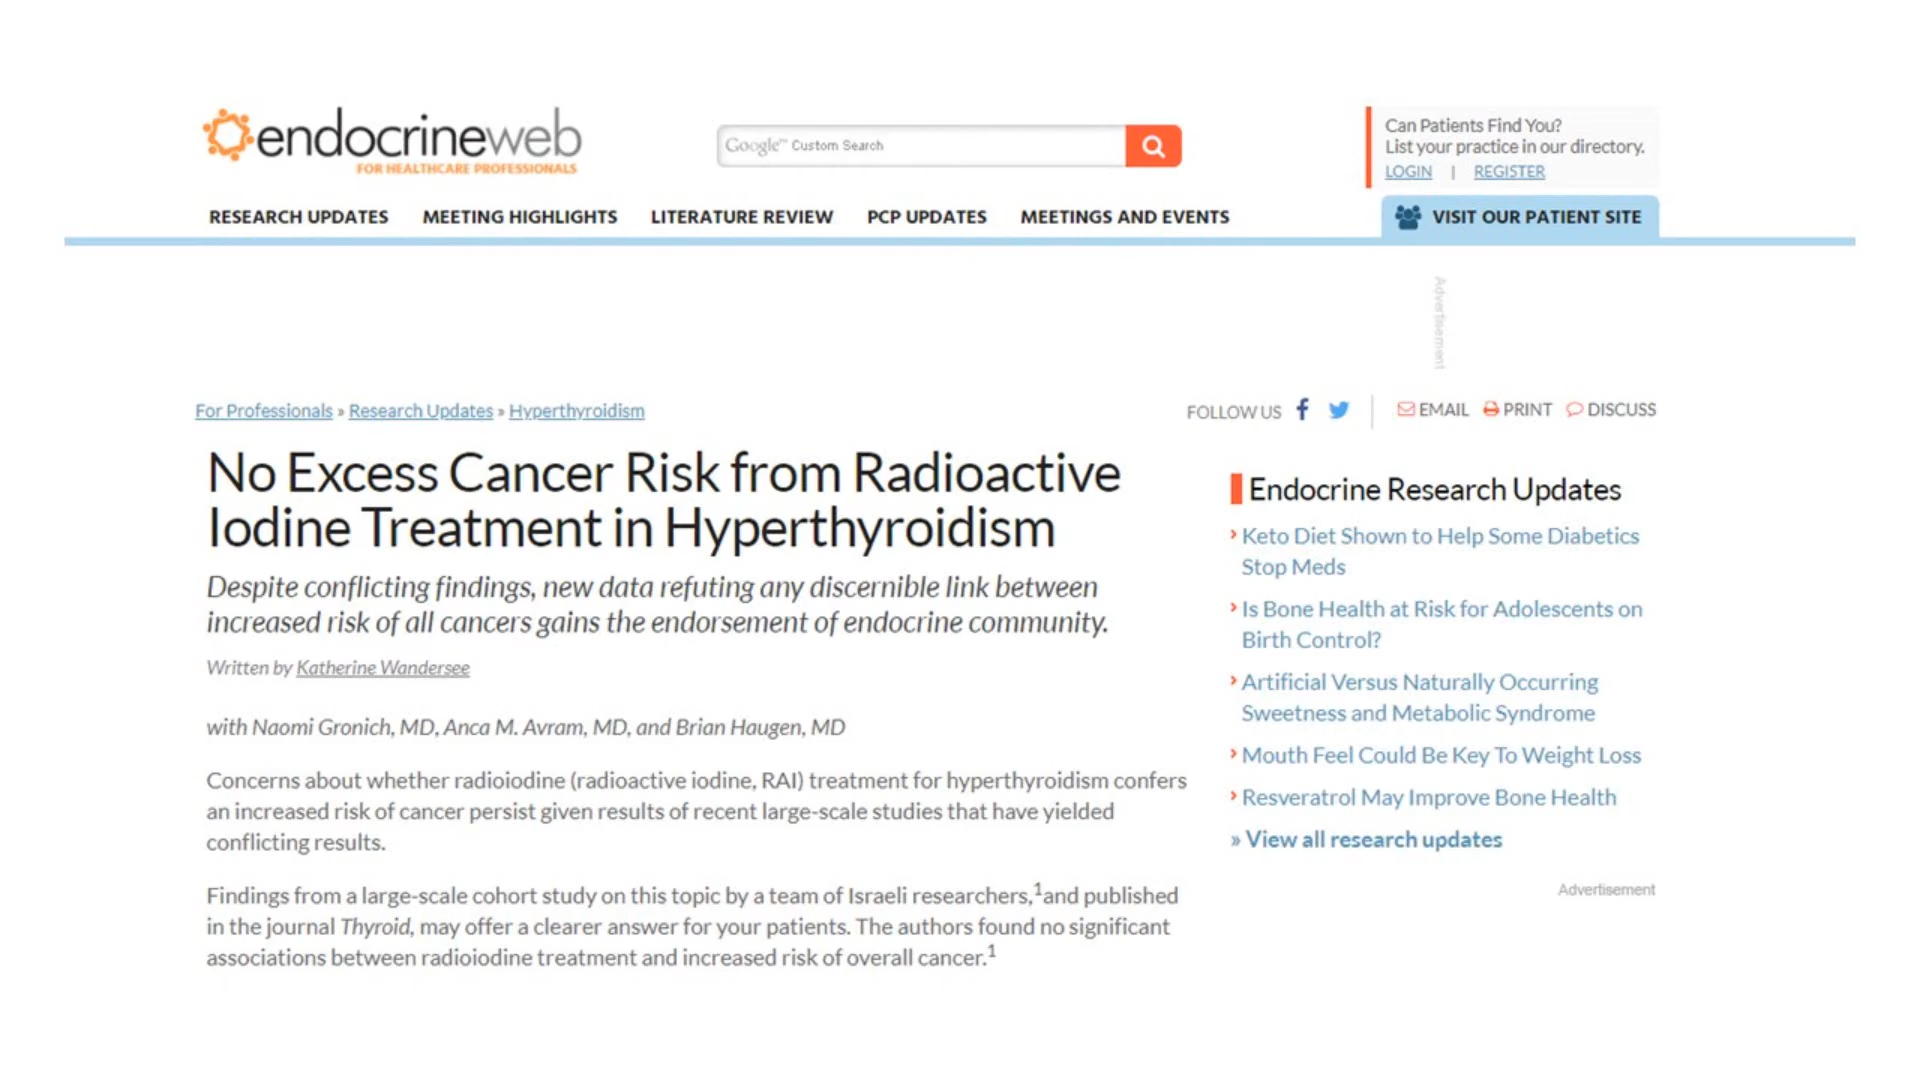 endocrineweb
FOR HEALTHCARE PROFESSIONALS
Google™ Custom Search
Can Patients Find You?
List your practice in our directory.
LOGIN | REGISTER
RESEARCH UPDATES MEETING HIGHLIGHTS LITERATURE REVIEW PCP UPDATES MEETINGS AND EVENTS VISIT OUR PATIENT SITE
Advertisement
For Professionals » Research Updates » Hyperthyroidism
FOLLOW US EMAIL PRINT DISCUSS
No Excess Cancer Risk from Radioactive
Iodine Treatment in Hyperthyroidism
Despite conflicting findings, new data refuting any discernible link between
increased risk of all cancers gains the endorsement of endocrine community.
Written by Katherine Wandersee
with Naomi Gronich, MD, Anca M. Avram, MD, and Brian Haugen, MD
Concerns about whether radioiodine (radioactive iodine, RAI) treatment for hyperthyroidism confers
an increased risk of cancer persist given results of recent large-scale studies that have yielded
conflicting results.
Findings from a large-scale cohort study on this topic by a team of Israeli researchers,1and published
in the journal Thyroid, may offer a clearer answer for your patients. The authors found no significant
associations between radioiodine treatment and increased risk of overall cancer.1
Endocrine Research Updates
Keto Diet Shown to Help Some Diabetics
Stop Meds
Is Bone Health at Risk for Adolescents on
Birth Control?
Artificial Versus Naturally Occurring
Sweetness and Metabolic Syndrome
Mouth Feel Could Be Key To Weight Loss
Resveratrol May Improve Bone Health
» View all research updates
Advertisement